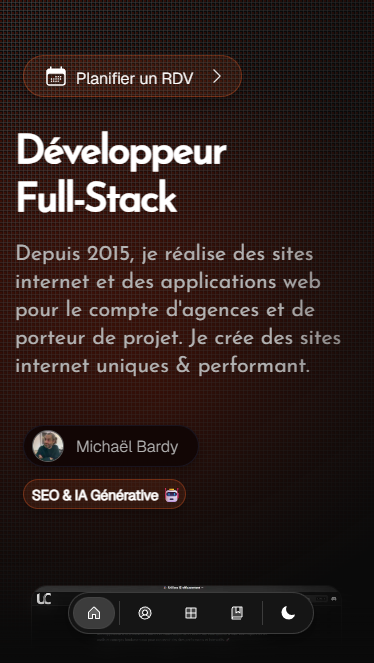 Planifier un RDV
Développeur
Full-Stack
Depuis 2015, je réalise des sites
internet et des applications web
pour le compte d'agences et de
porteur de projet. Je crée des sites
internet uniques & performant.
Michaël Bardy
SEO & IA Générative
UC